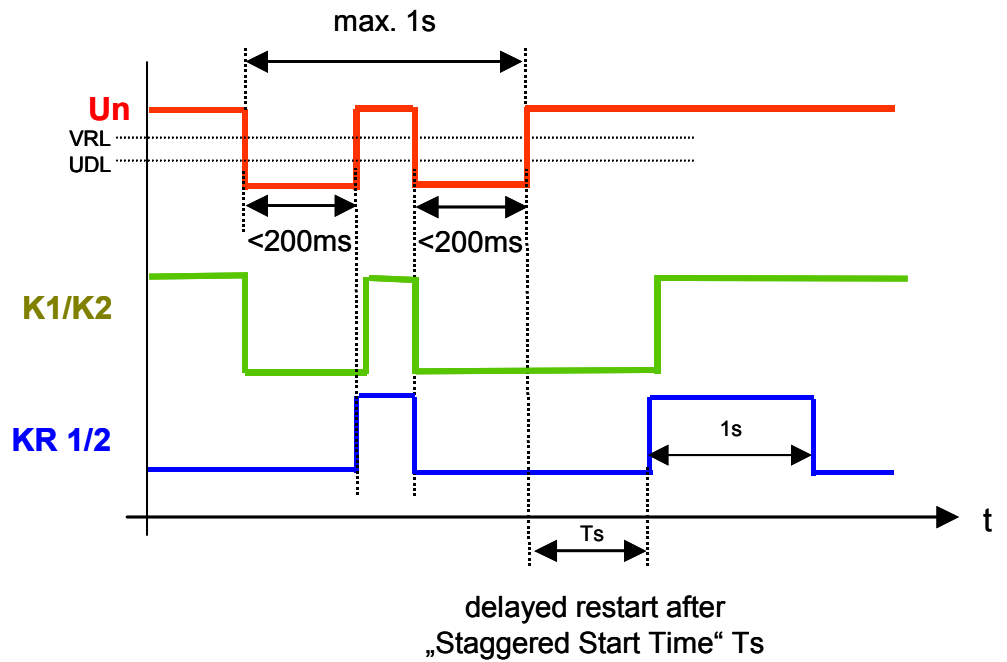 max. 1s
Un
VRL
UDL
<200ms <200ms
K1/K2
KR 1/2
1s
t
Ts
delayed restart after
„Staggered Start Time“ Ts